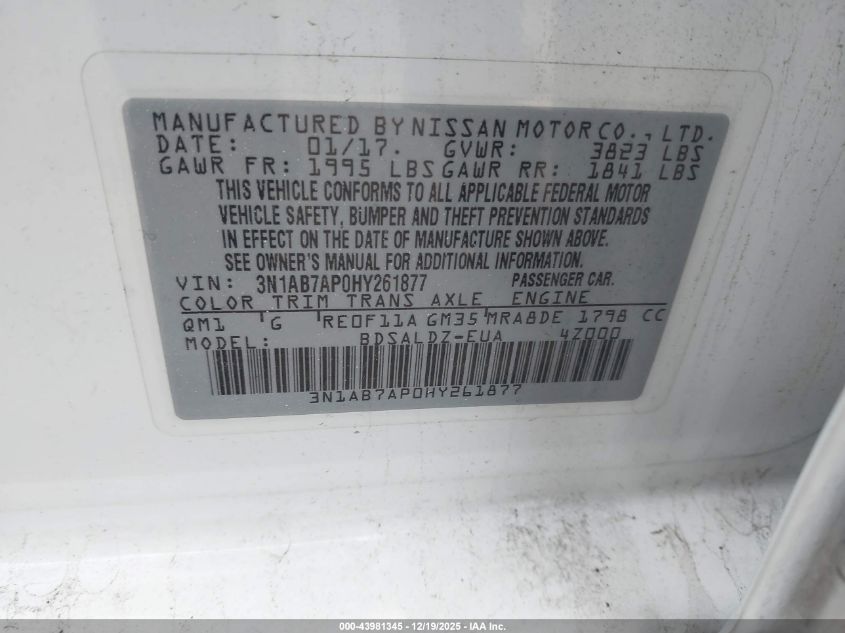 MANUFACTURED BY NISSAN MOTOR CO., LTD.
DATE: 01/17. GVWR: 3823 LBS
GAWR FR: 1995 LBS GAWR RR: 1841 LBS
THIS VEHICLE CONFORMS TO ALL APPLICABLE FEDERAL MOTOR
VEHICLE SAFETY, BUMPER AND THEFT PREVENTION STANDARDS
IN EFFECT ON THE DATE OF MANUFACTURE SHOWN ABOVE.
SEE OWNER'S MANUAL FOR ADDITIONAL INFORMATION.
VIN: 3N1AB7AP0HY261877 PASSENGER CAR.
COLOR TRIM TRANS AXLE ENGINE
QM1 G RE0F11A GM35 MRA8DE 1798 CC
MODEL: BDSALDZ-EUA 4Z000
3N1AB7AP0HY261877
000-43981345 - 12/19/2025 - IAA Inc.